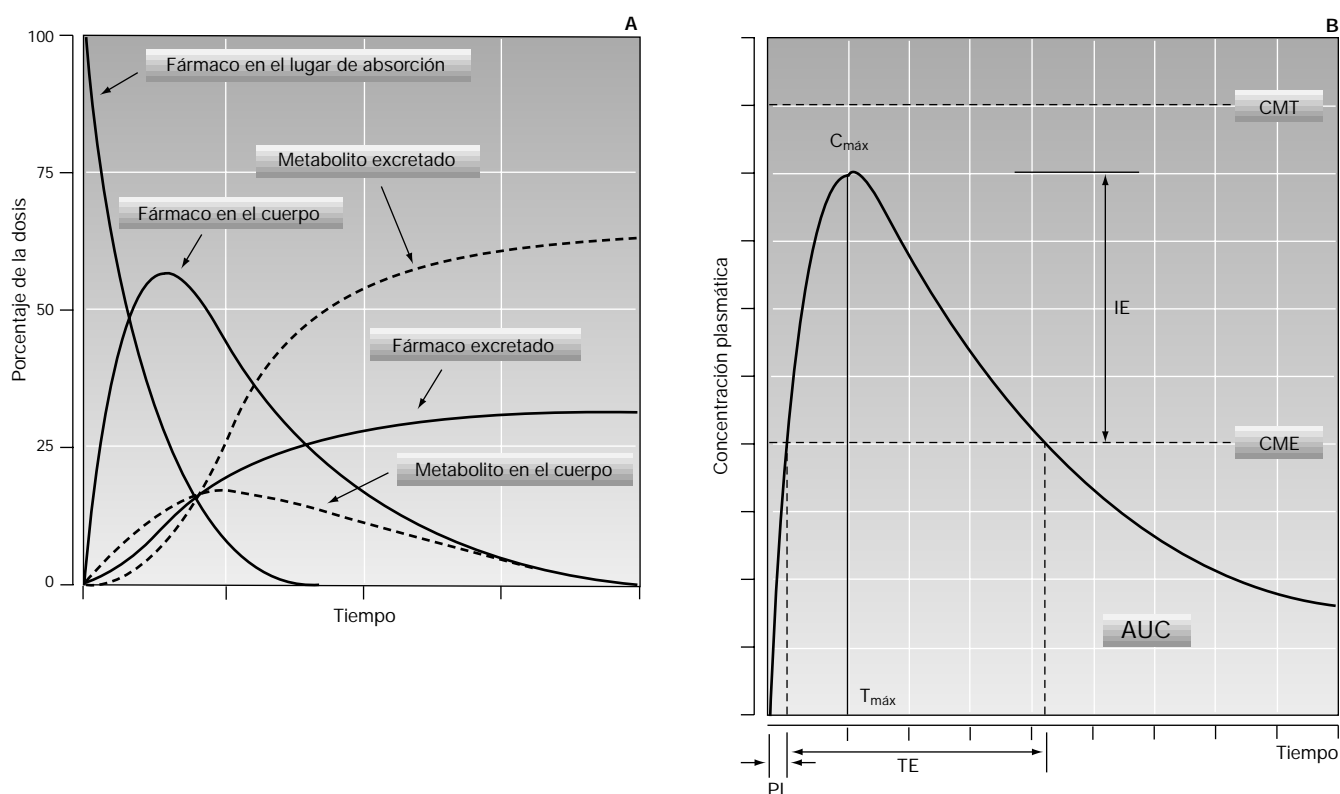 A
Porcentaje de la dosis
100
75
50
25
0
Fármaco en el lugar de absorción
Metabolito excretado
Fármaco en el cuerpo
Fármaco excretado
Metabolito en el cuerpo
Tiempo
B
Concentración plasmática
CMT
Cmáx
IE
CME
AUC
Tmáx
Tiempo
TE
PL